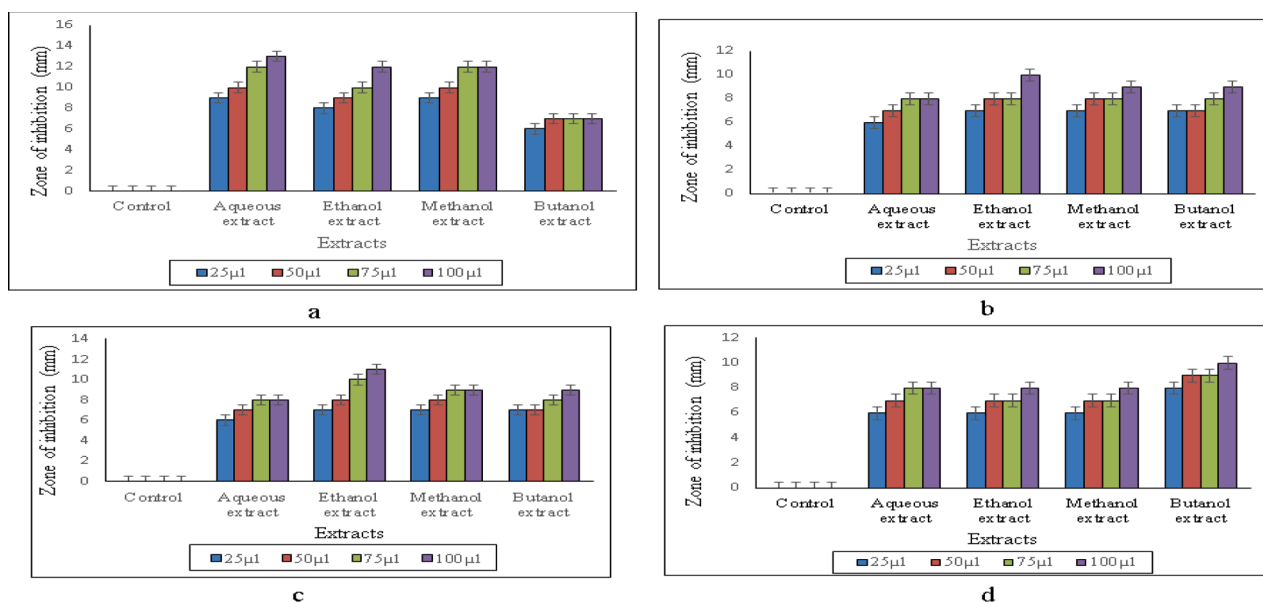 Zone of inhibition (mm)
16
14
12
10
8
6
4
2
0
Control
Aqueous extract
Ethanol extract
Methanol extract
Butanol extract
Extracts
25µl 50µl 75µl 100µl
a
Zone of inhibition (mm)
12
10
8
6
4
2
0
Control
Aqueous extract
Ethanol extract
Methanol extract
Butanol extract
Extracts
25µl 50µl 75µl 100µl
b
Zone of inhibition (mm)
14
12
10
8
6
4
2
0
Control
Aqueous extract
Ethanol extract
Methanol extract
Butanol extract
Extracts
25µl 50µl 75µl 100µl
c
Zone of inhibition (mm)
12
10
8
6
4
2
0
Control
Aqueous extract
Ethanol extract
Methanol extract
Butanol extract
Extracts
25µl 50µl 75µl 100µl
d